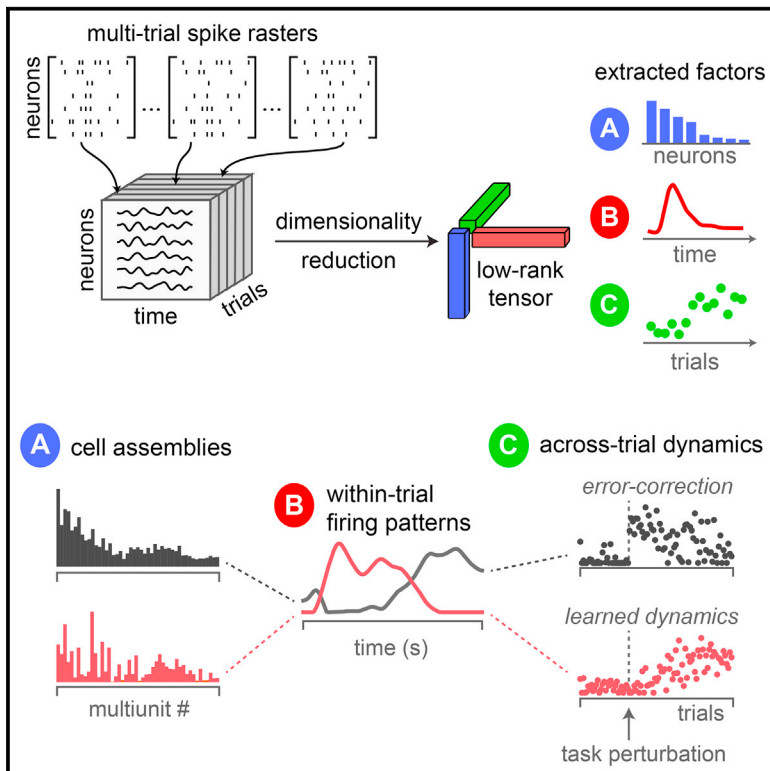 multi-trial spike rasters
neurons
...
...
neurons
time
trials
dimensionality
reduction
low-rank
tensor
extracted factors
A
neurons
B
time
C
trials
A cell assemblies
multiunit #
B within-trial
firing patterns
time (s)
C across-trial dynamics
error-correction
learned dynamics
trials
task perturbation